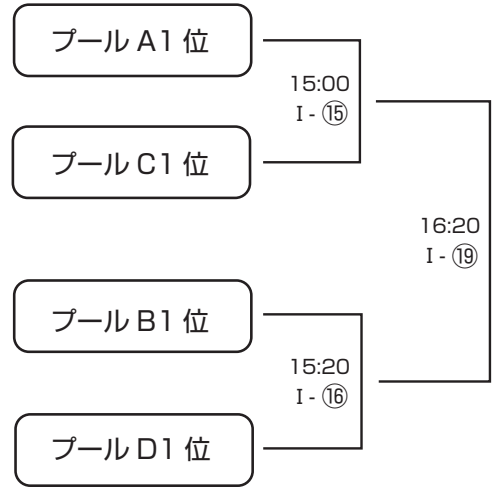 プール A1 位
15:00
I - ⑮
プール C1 位
16:20
I - ⑲
プール B1 位
15:20
I - ⑯
プール D1 位